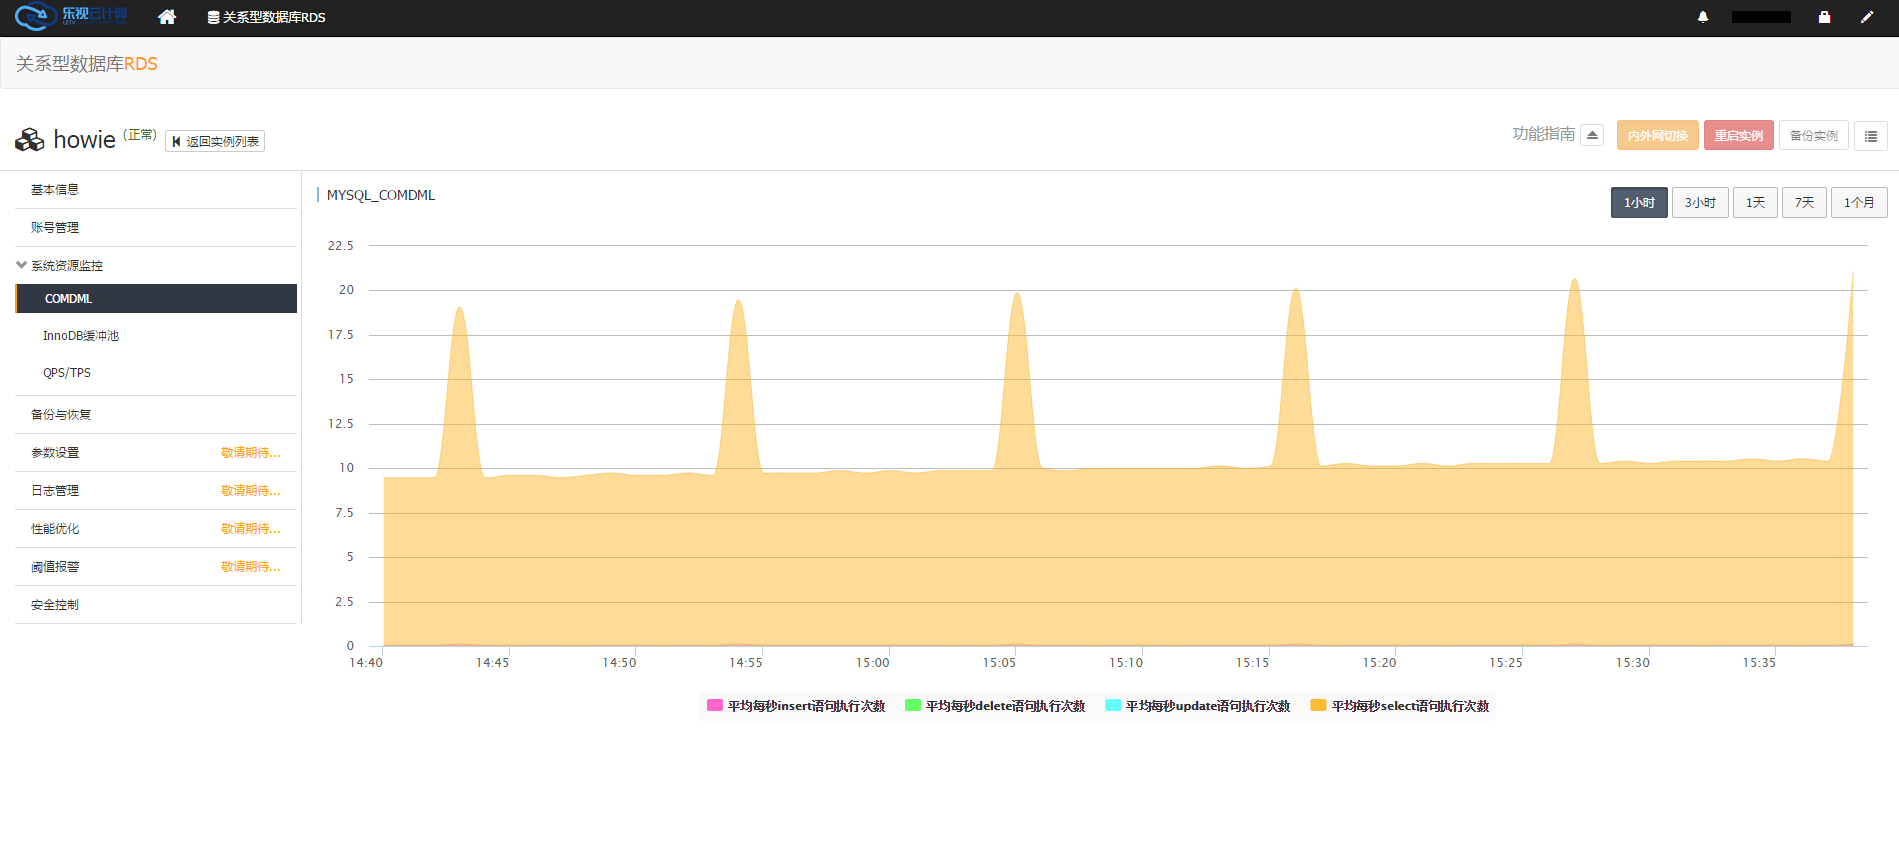 乐视云计算
关系型数据库RDS
关系型数据库RDS
howie (正常) 返回实例列表
功能指南 内外网切换 重启实例 备份实例
基本信息
账号管理
系统资源监控
COMDML
InnoDB缓冲池
QPS/TPS
备份与恢复
参数设置 敬请期待...
日志管理 敬请期待...
性能优化 敬请期待...
阈值报警 敬请期待...
安全控制
MYSQL_COMDML
1小时 3小时 1天 7天 1个月
22.5
20
17.5
15
12.5
10
7.5
5
2.5
0
14:40 14:45 14:50 14:55 15:00 15:05 15:10 15:15 15:20 15:25 15:30 15:35
平均每秒insert语句执行次数 平均每秒delete语句执行次数 平均每秒update语句执行次数 平均每秒select语句执行次数